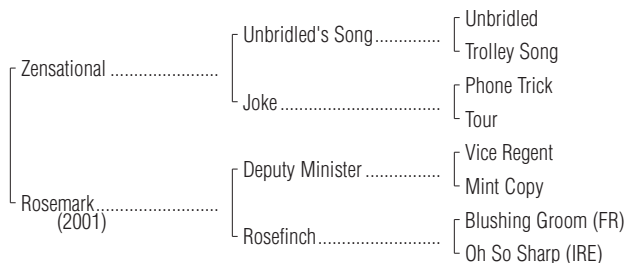 Unbridled
Unbridled's Song..............
Trolley Song
Zensational .......................
Phone Trick
Joke ..................................
Tour
Vice Regent
Deputy Minister ................
Mint Copy
Rosemark..........................
(2001)
Blushing Groom (FR)
Rosefinch..........................
Oh So Sharp (IRE)